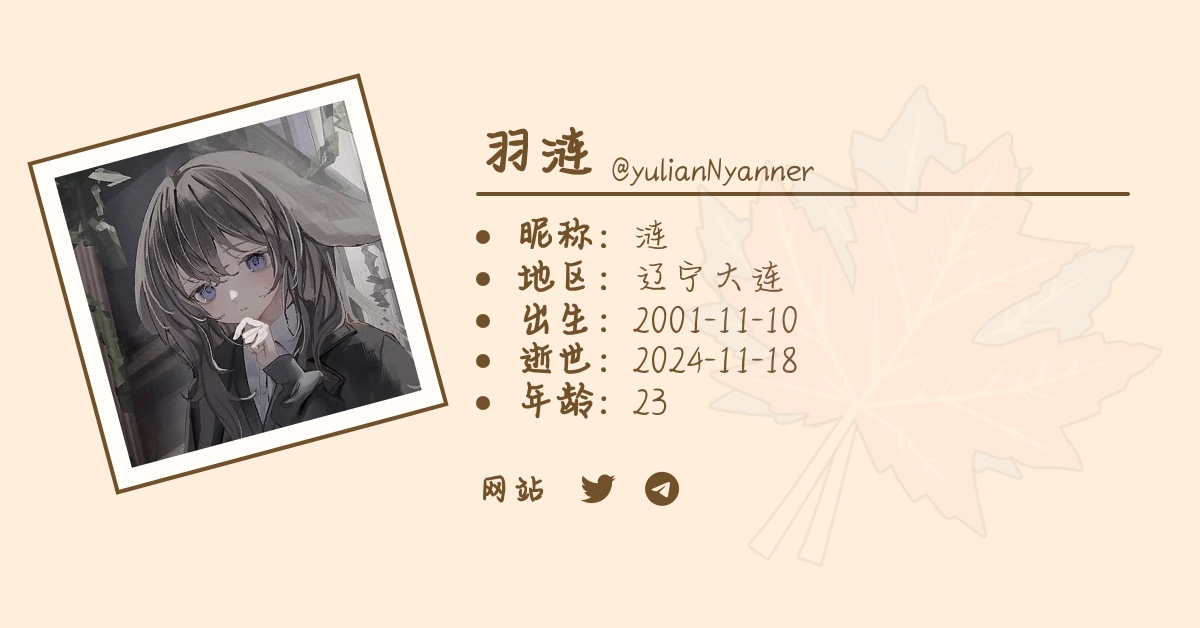 羽涟 @yulianNyanner
昵称： 涟
地区： 辽宁大连
出生： 2001-11-10
逝世： 2024-11-18
年龄： 23
网站